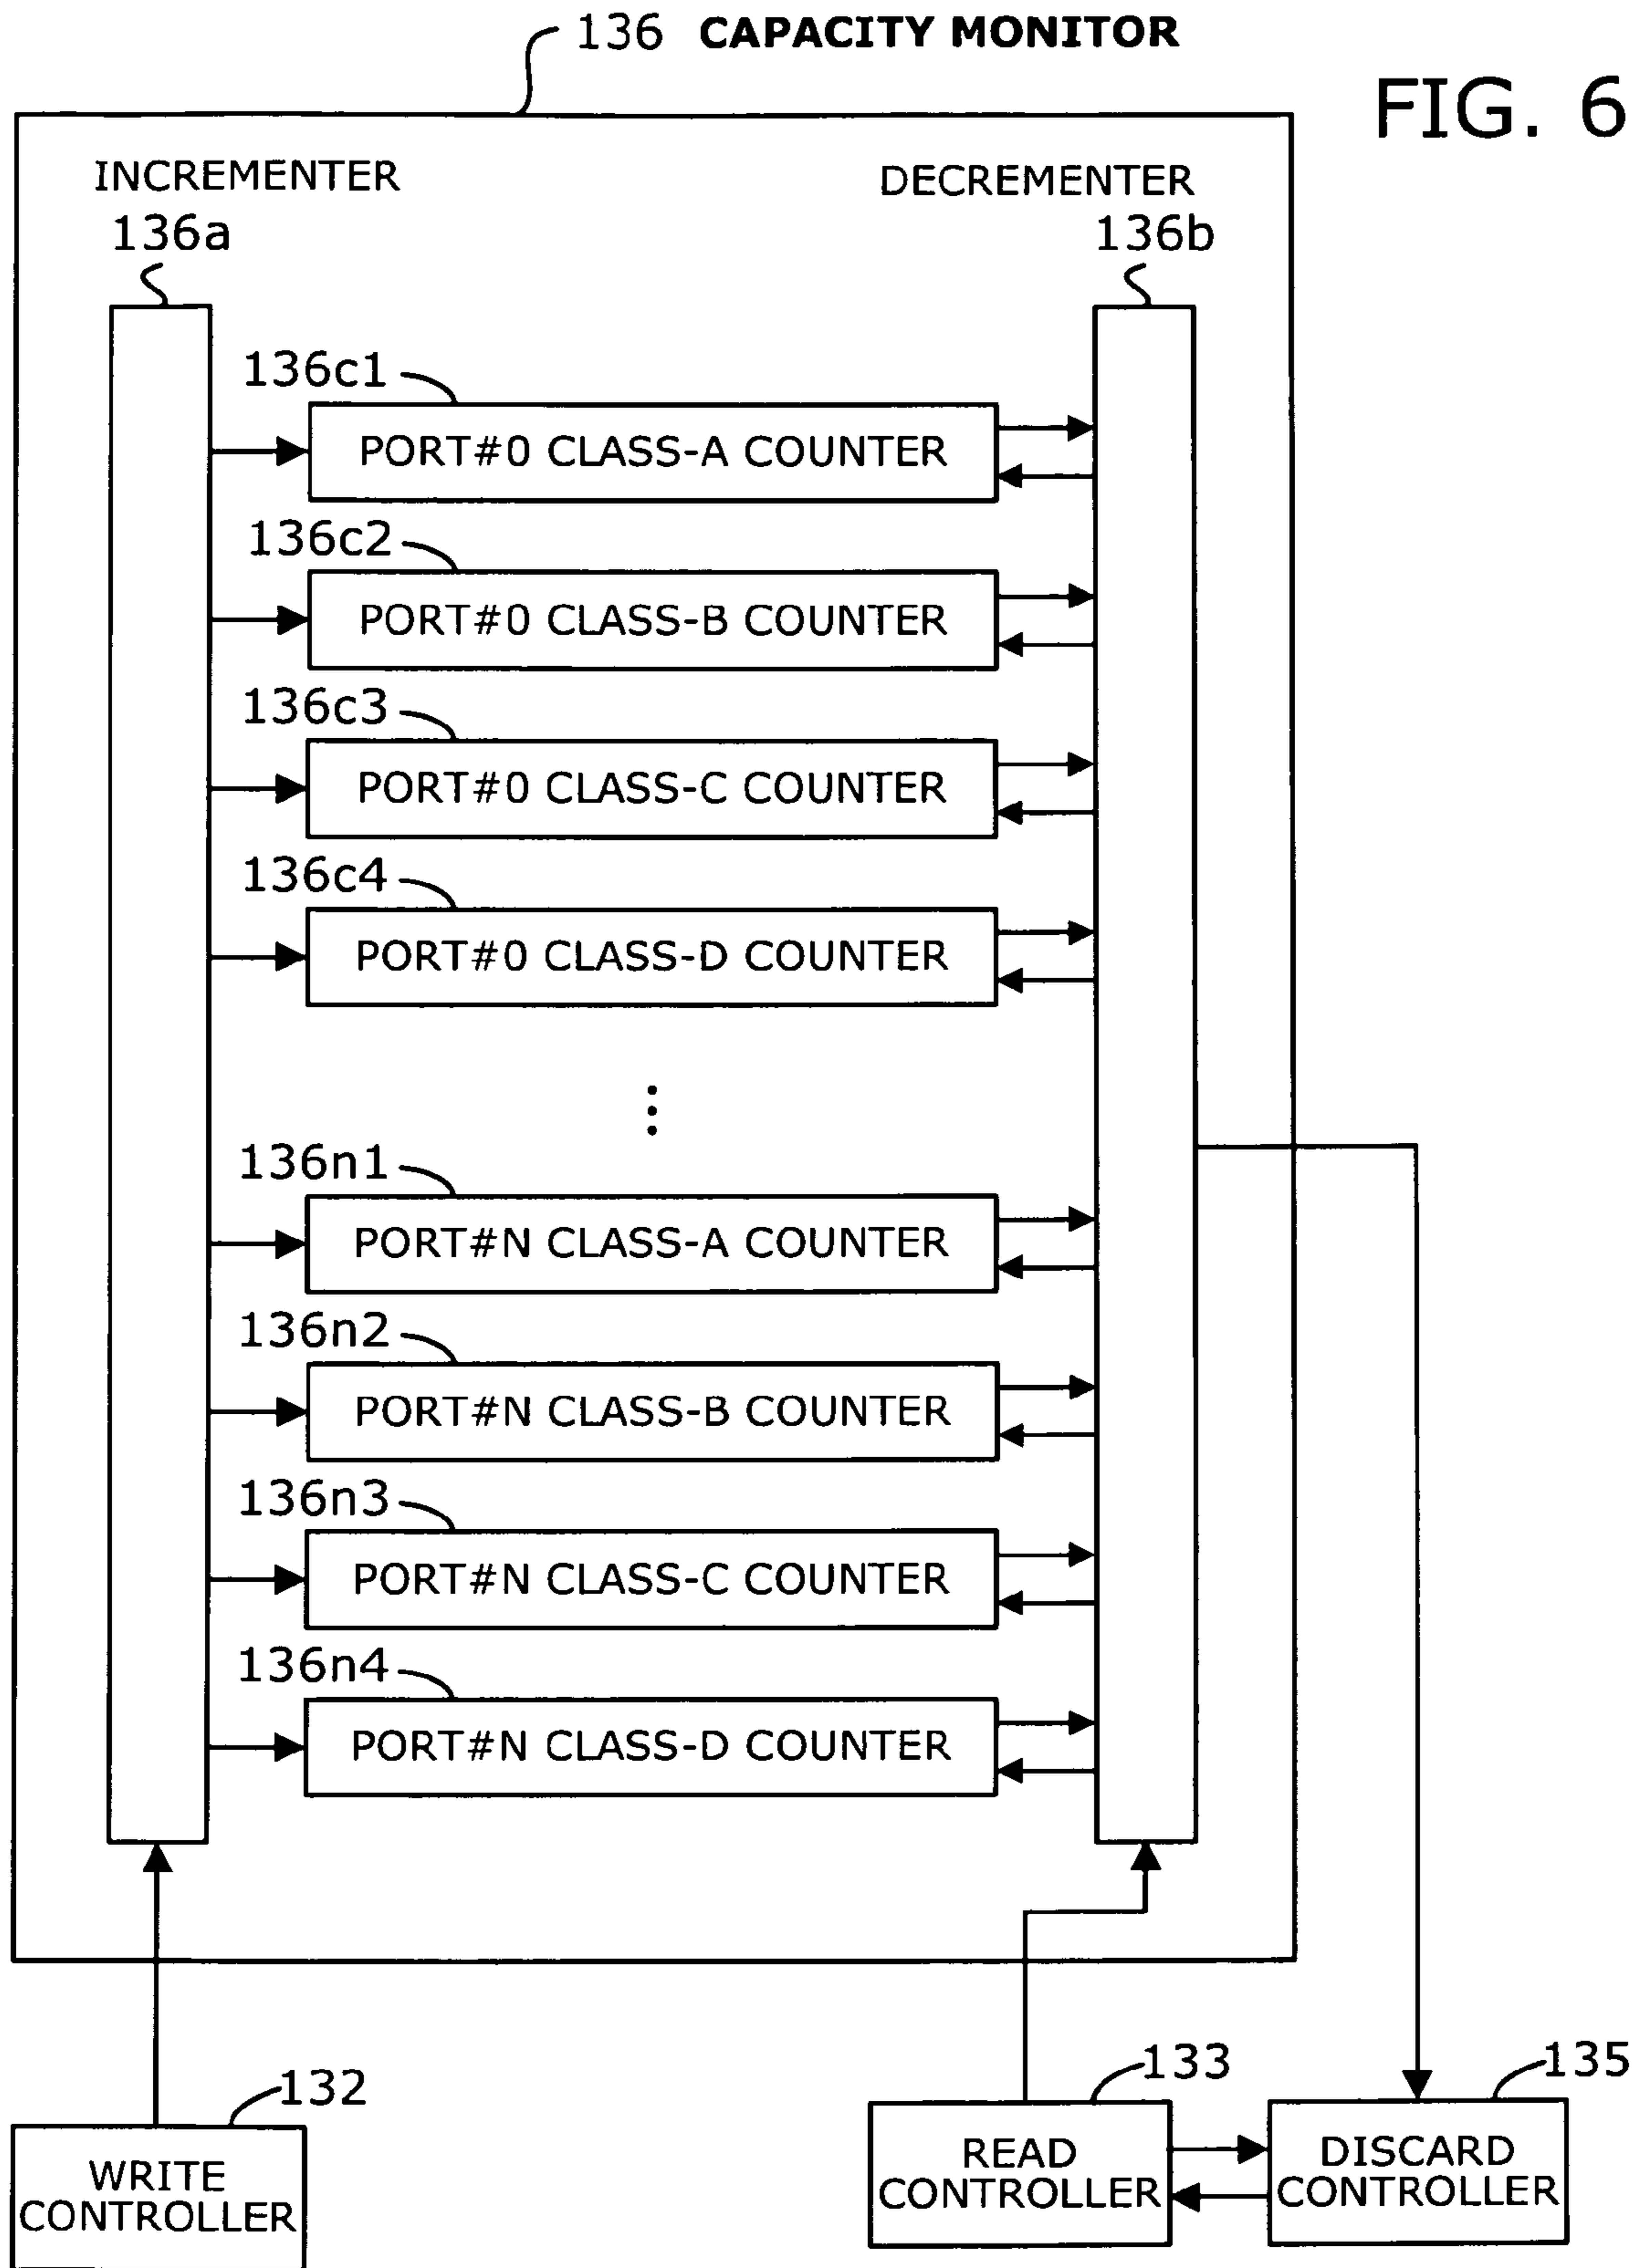 136 CAPACITY MONITOR
FIG. 6
INCREMENTER
136a
DECREMENTER
136b
136c1
PORT#0 CLASS-A COUNTER
136c2
PORT#0 CLASS-B COUNTER
136c3
PORT#0 CLASS-C COUNTER
136c4
PORT#0 CLASS-D COUNTER
136n1
PORT#N CLASS-A COUNTER
136n2
PORT#N CLASS-B COUNTER
136n3
PORT#N CLASS-C COUNTER
136n4
PORT#N CLASS-D COUNTER
132
WRITE
CONTROLLER
133
READ
CONTROLLER
135
DISCARD
CONTROLLER